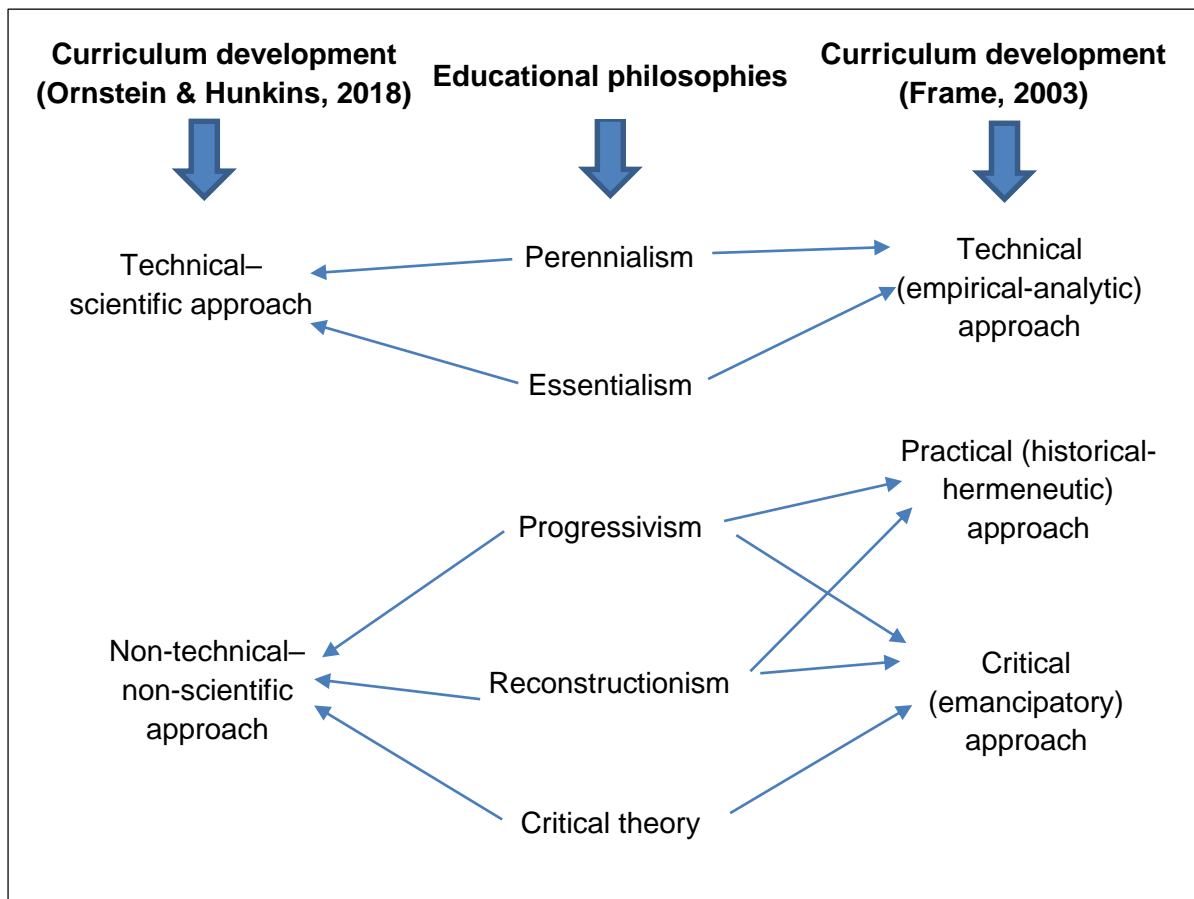 Curriculum development
(Ornstein & Hunkins, 2018)
Educational philosophies
Curriculum development
(Frame, 2003)
Technical–
scientific approach
Perennialism
Technical
(empirical-analytic)
approach
Essentialism
Practical (historical-
hermeneutic)
approach
Progressivism
Non-technical–
non-scientific
approach
Reconstructionism
Critical
(emancipatory)
approach
Critical theory